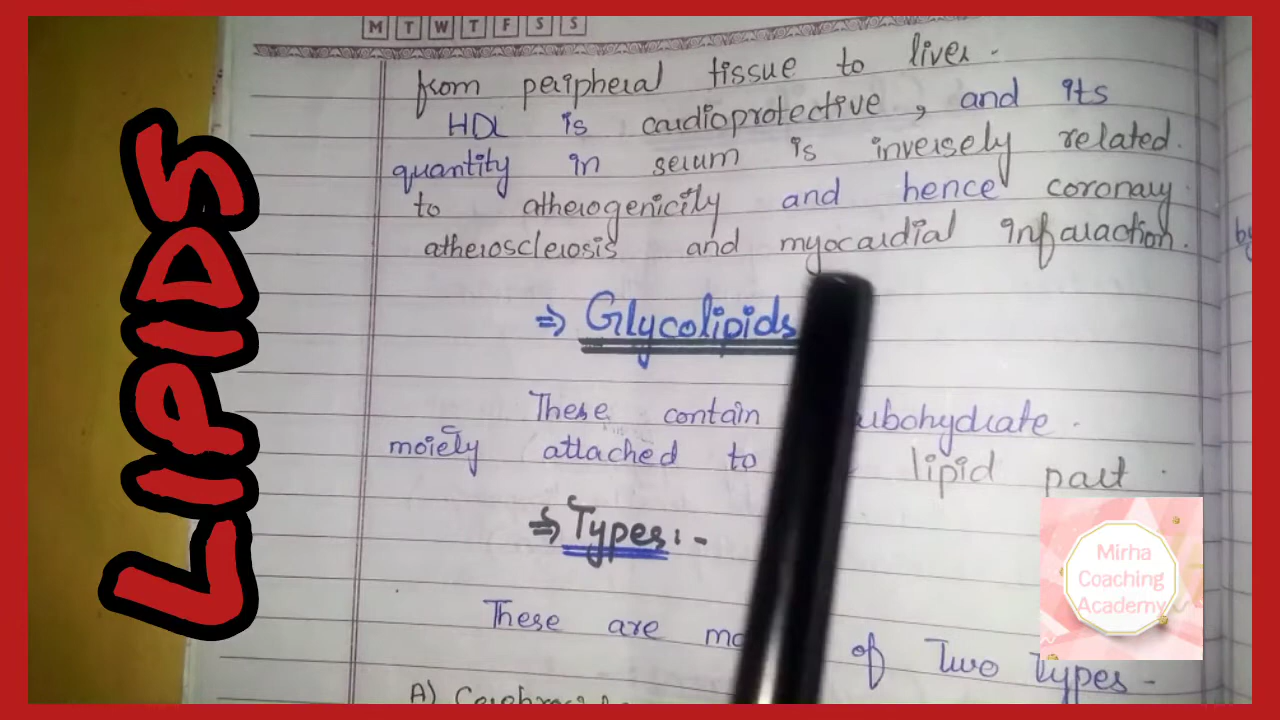 LIPIDS
M T W T F S S
from peripheral tissue to liver.
HDL is cardioprotective, and its
quantity in serum is inversely related
to atherogenicity and hence coronary
atherosclerosis and myocardial infaraction.
by
⇒ Glycolipids
These contain
moiety attached to lipid part
⇒ Types:-
These are of Two Types -
A)
Mirha
Coaching
Academy